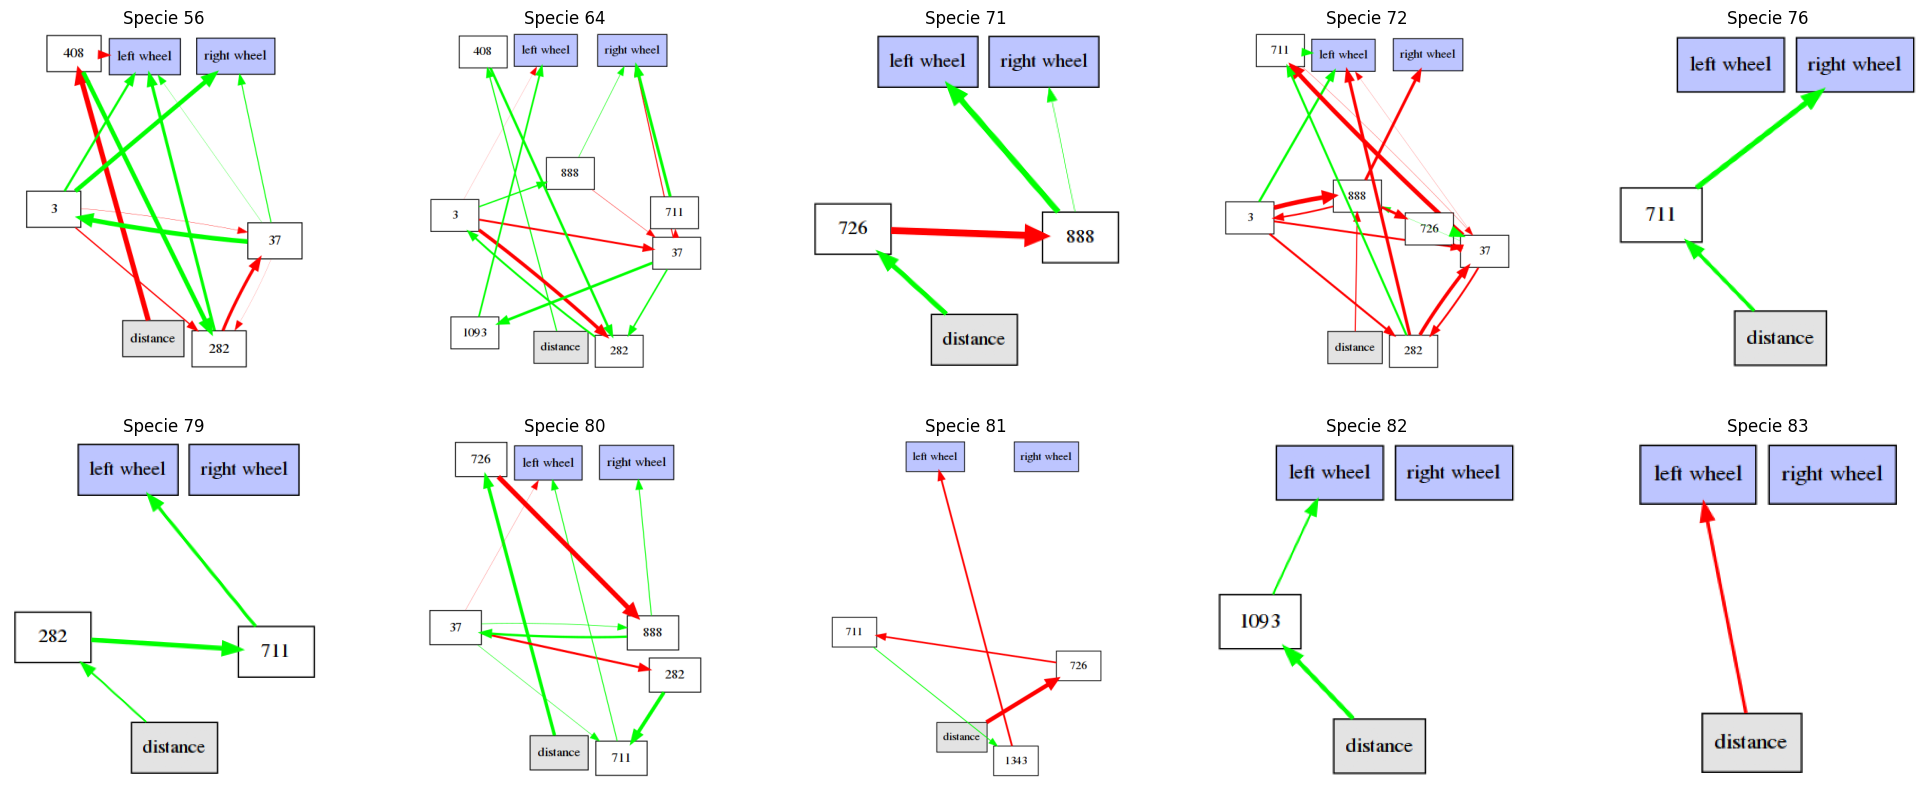 Specie 56
408
left wheel
right wheel
3
37
distance
282
Specie 64
408
left wheel
right wheel
888
3
711
37
1093
distance
282
Specie 71
left wheel
right wheel
726
888
distance
Specie 72
711
left wheel
right wheel
888
3
726
37
distance
282
Specie 76
left wheel
right wheel
711
distance
Specie 79
left wheel
right wheel
282
711
distance
Specie 80
726
left wheel
right wheel
37
888
282
distance
711
Specie 81
left wheel
right wheel
711
726
distance
1343
Specie 82
left wheel
right wheel
1093
distance
Specie 83
left wheel
right wheel
distance